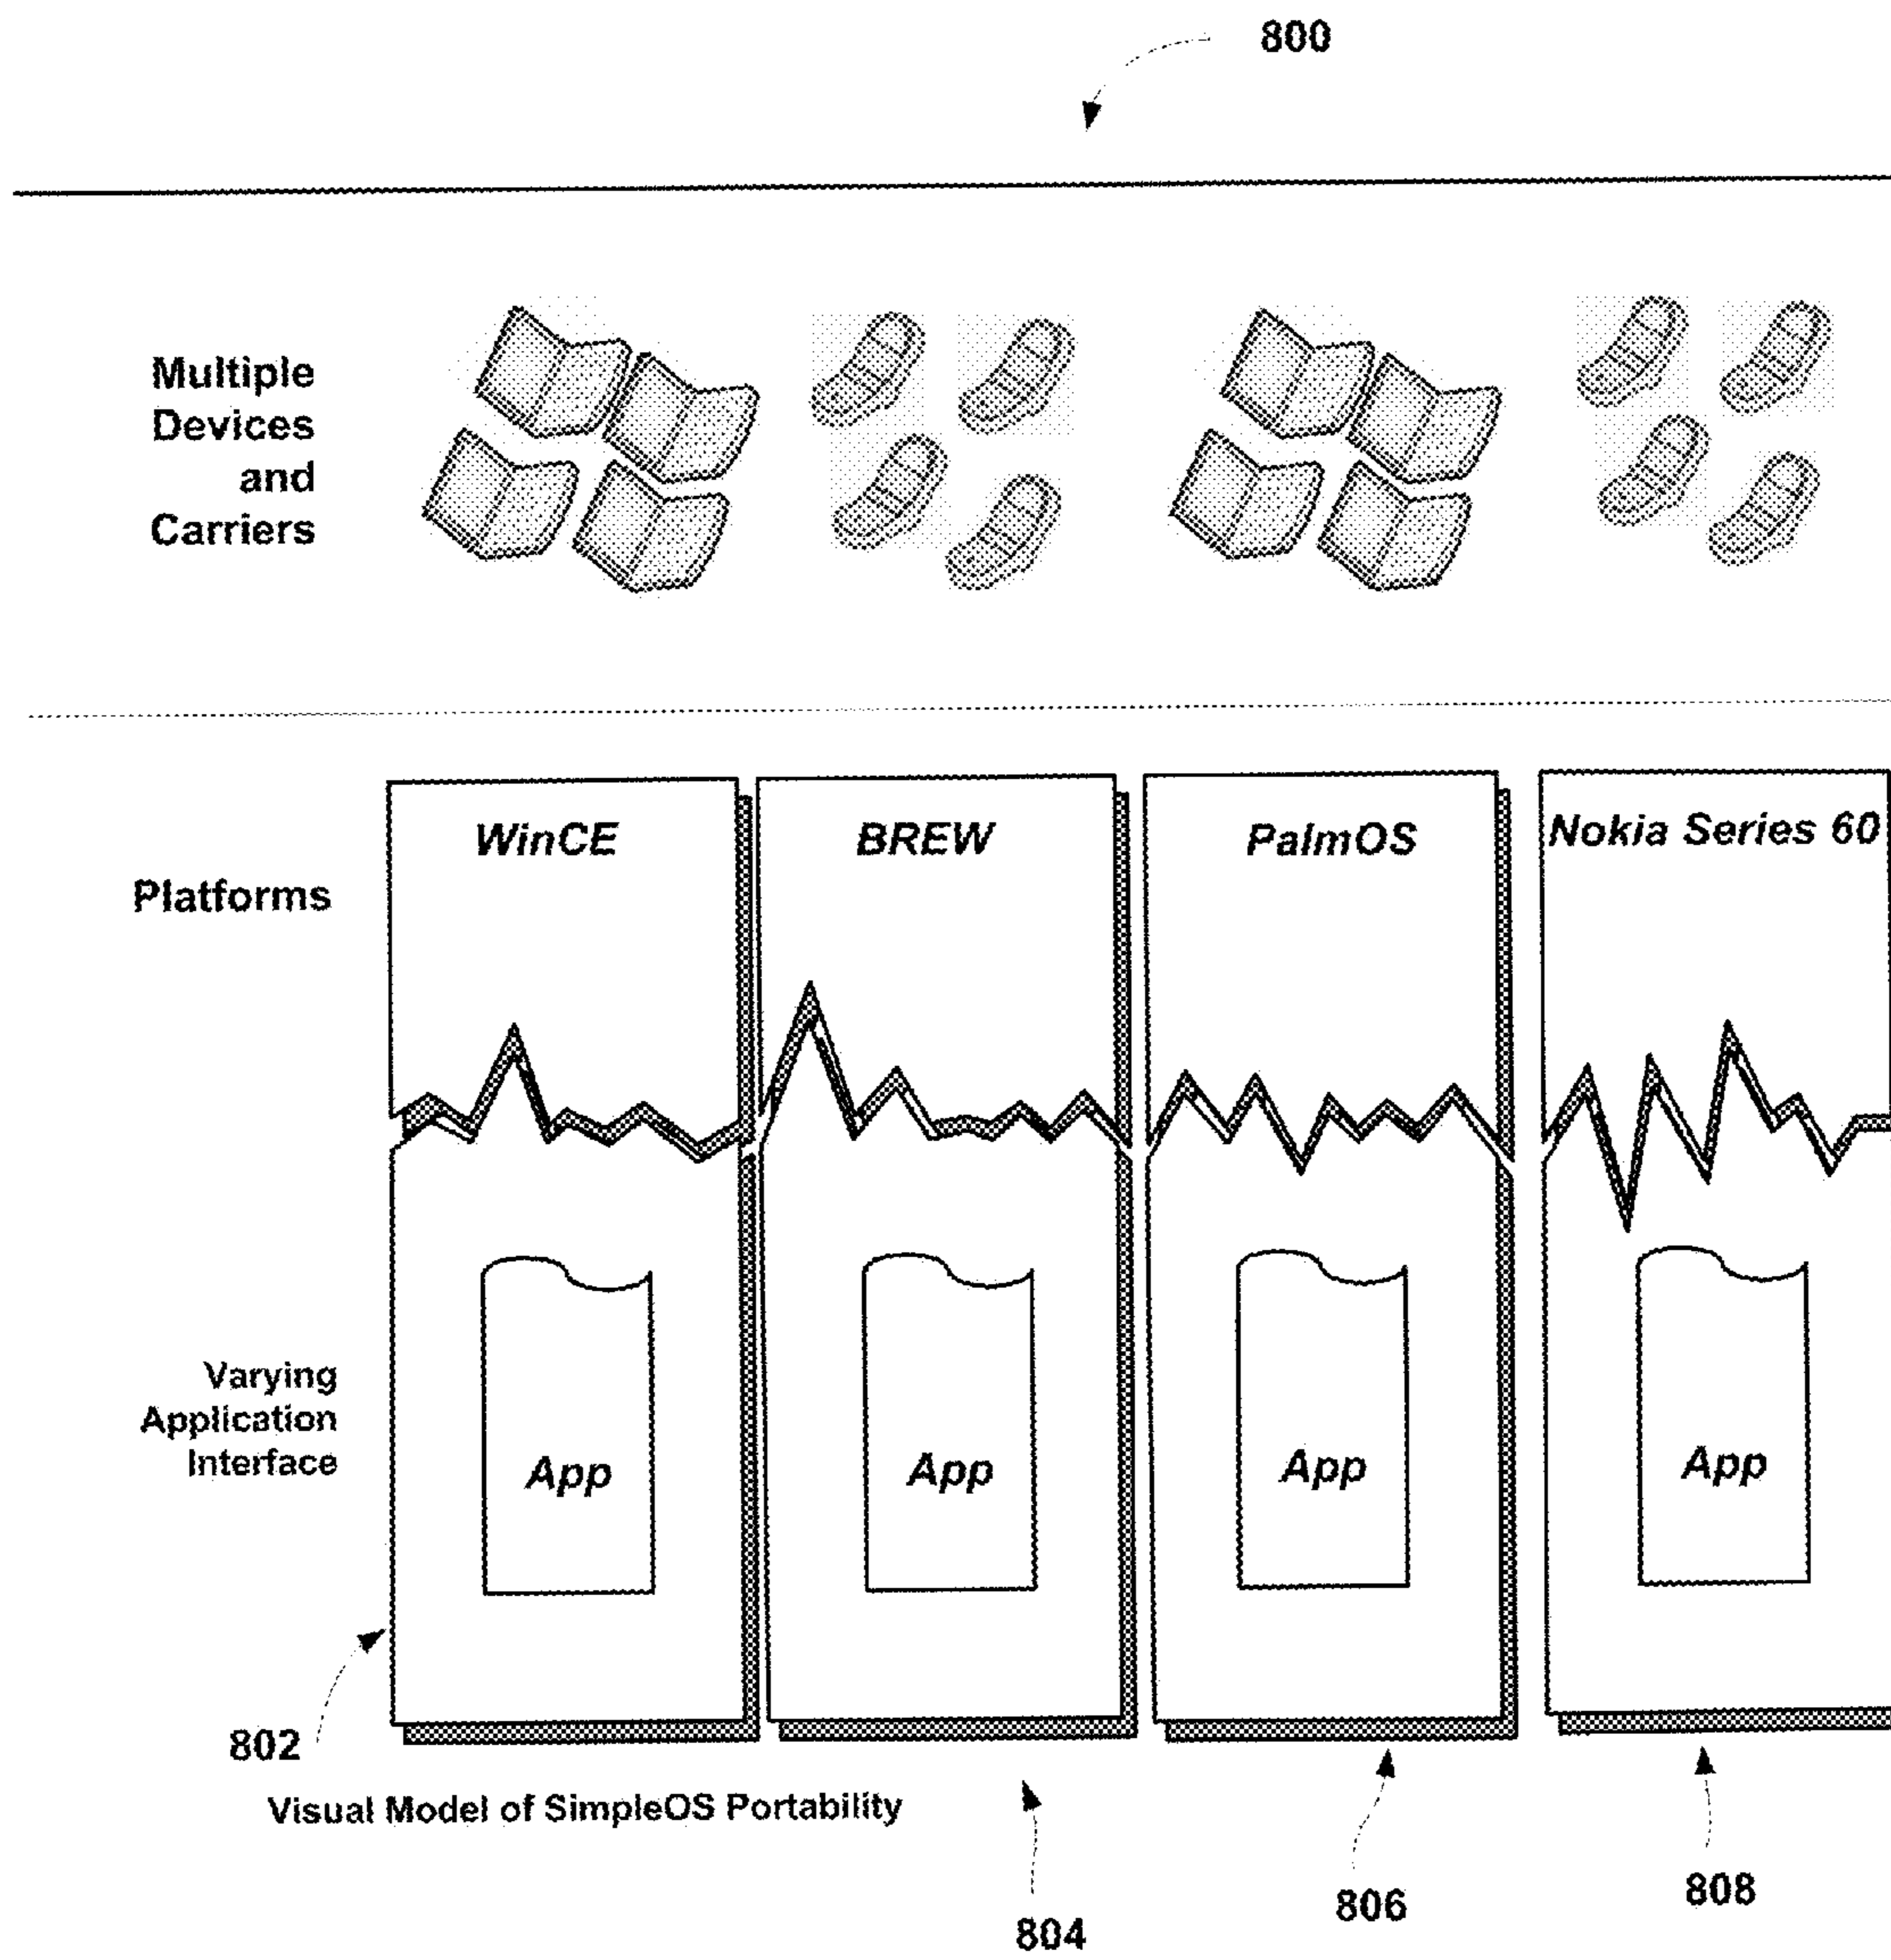 800
Multiple
Devices
and
Carriers
WinCE
BREW
PalmOS
Nokia Series 60
Platforms
Varying
Application
Interface
App
App
App
App
802
Visual Model of SimpleOS Portability
804
806
808